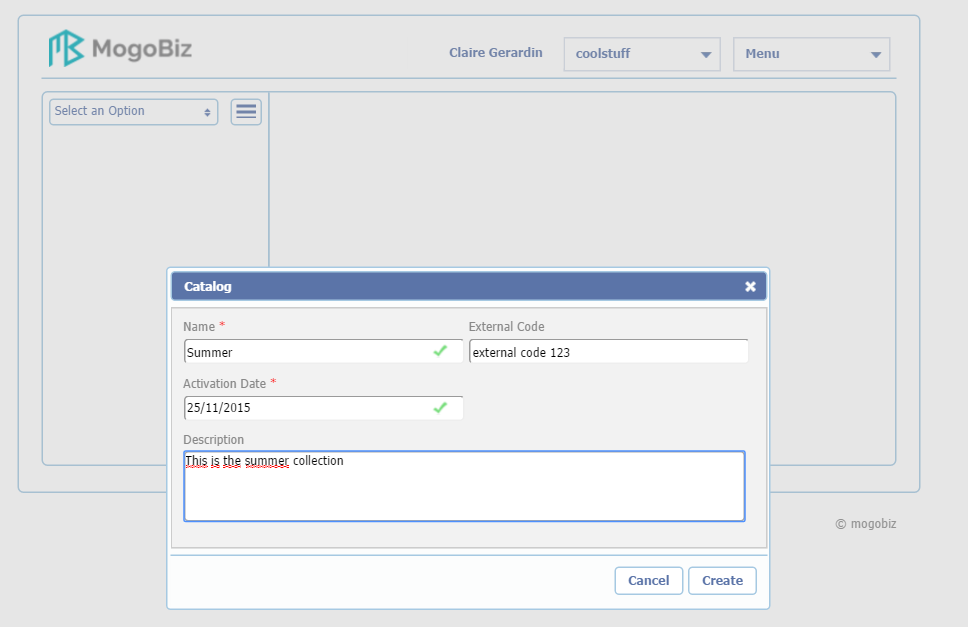 MogoBiz
Claire Gerardin
coolstuff
Menu
Select an Option
Catalog
Name *
External Code
Summer
external code 123
Activation Date *
25/11/2015
Description
This is the summer collection
© mogobiz
Cancel
Create